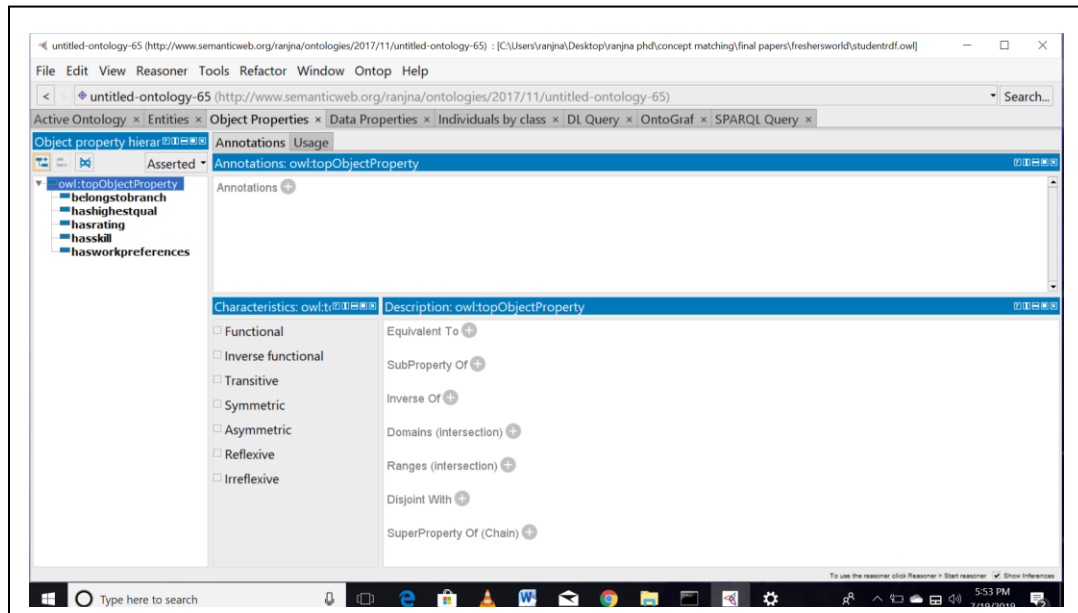 untitled-ontology-65 (http://www.semanticweb.org/ranjna/ontologies/2017/11/untitled-ontology-65) : [C:\Users\ranjna\Desktop\ranjna phd\concept matching\final papers\freshersworld\studentrdf.owl]
File Edit View Reasoner Tools Refactor Window Ontop Help
< > untitled-ontology-65 (http://www.semanticweb.org/ranjna/ontologies/2017/11/untitled-ontology-65) Search...
Active Ontology × Entities × Object Properties × Data Properties × Individuals by class × DL Query × OntoGraf × SPARQL Query ×
Object property hierar Annotations Usage
Asserted Annotations: owl:topObjectProperty
owl:topObjectProperty
belongstobranch
hashighestqual
hasrating
hasskill
hasworkpreferences
Annotations
Characteristics: owl:t
Functional
Inverse functional
Transitive
Symmetric
Asymmetric
Reflexive
Irreflexive
Description: owl:topObjectProperty
Equivalent To
SubProperty Of
Inverse Of
Domains (intersection)
Ranges (intersection)
Disjoint With
SuperProperty Of (Chain)
To use the reasoner click Reasoner > Start reasoner Show Inferences
Type here to search
5:53 PM
7/19/2019